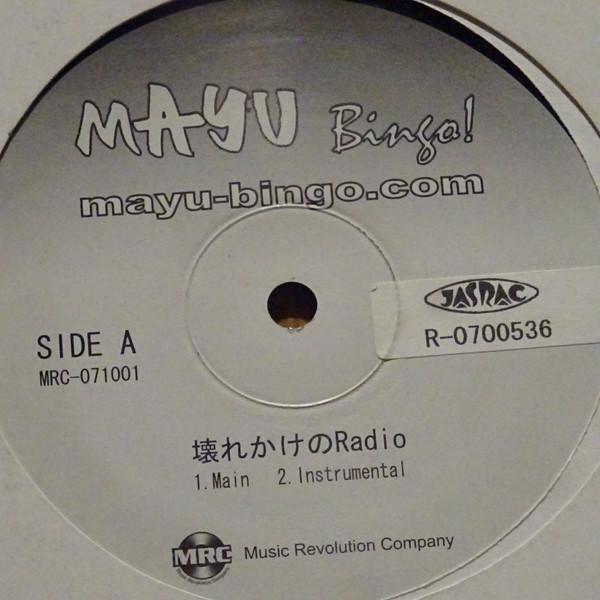 MAYU Bingo!
mayu-bingo.com
JASRAC
R-0700536
SIDE A
MRC-071001
壊れかけのRadio
1.Main 2.Instrumental
MRC Music Revolution Company